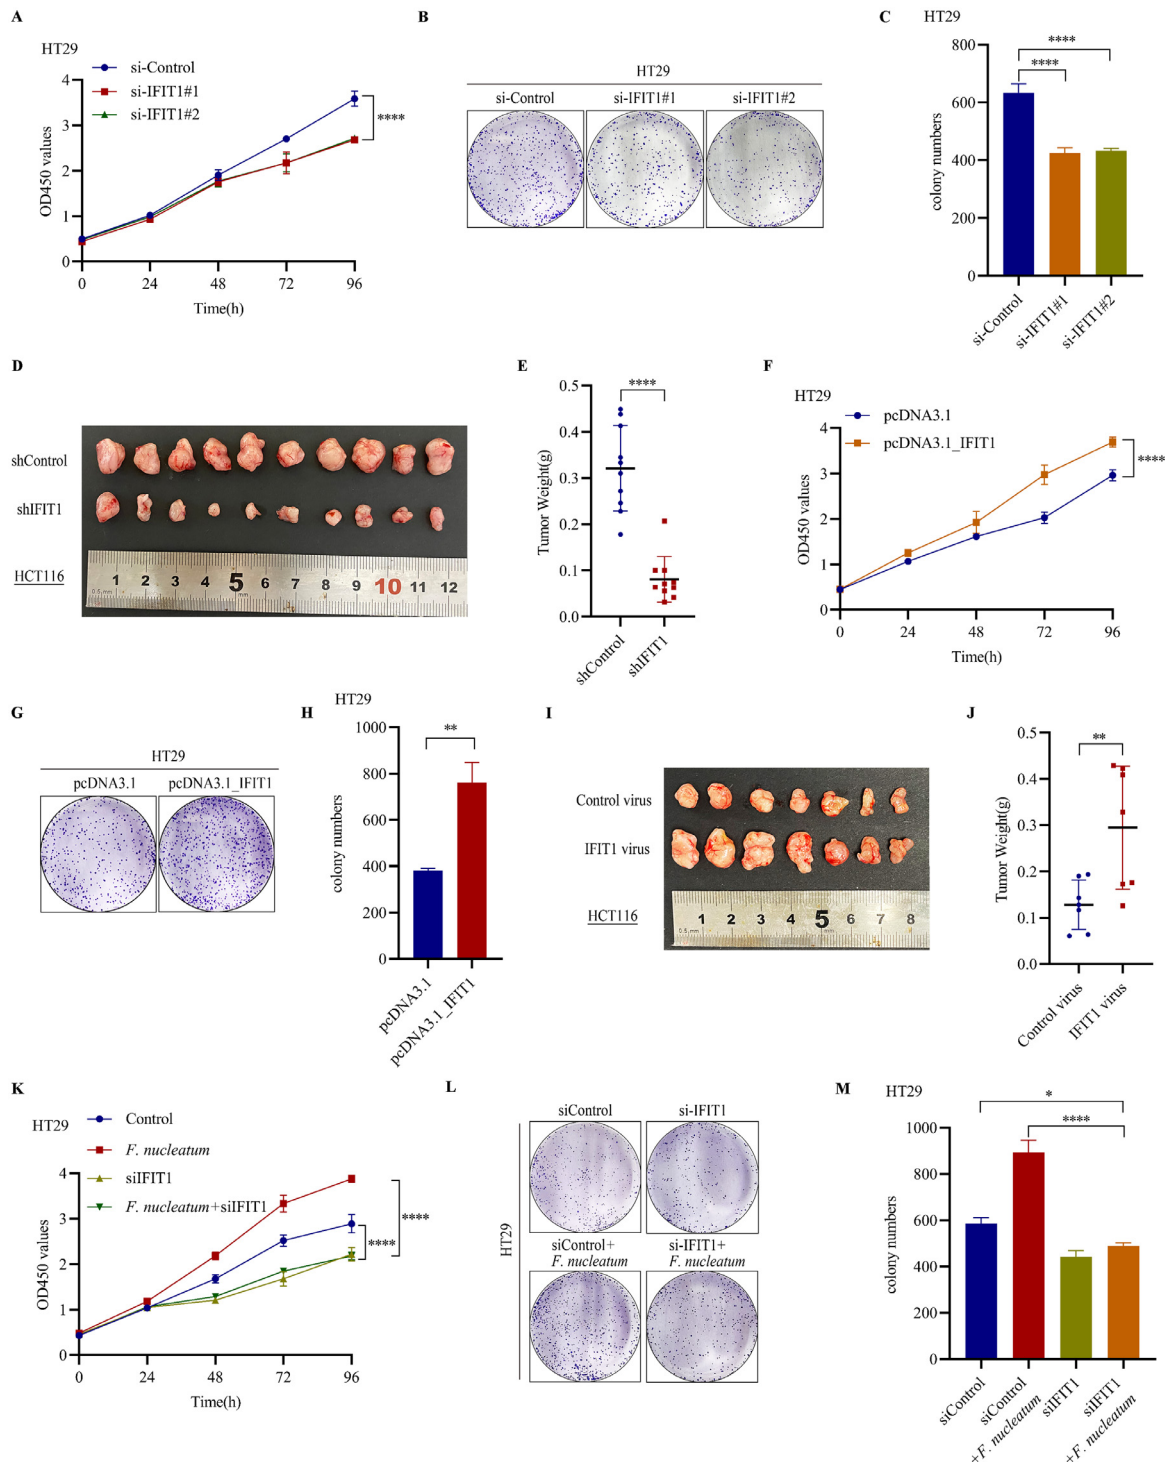 A
HT29
si-Control
si-IFIT1#1
si-IFIT1#2
****
OD450 values
4
3
2
1
0
0 24 48 72 96
Time(h)
B
HT29
si-Control si-IFIT1#1 si-IFIT1#2
C
HT29
****
****
colony numbers
800
600
400
200
0
si-Control
si-IFIT1#1
si-IFIT1#2
D
shControl
shIFIT1
HCT116
1 2 3 4 5 6 7 8 9 10 11 12
0.5mm
mm
E
****
Tumor Weight(g)
0.5
0.4
0.3
0.2
0.1
0.0
shControl
shIFIT1
F
HT29
pcDNA3.1
pcDNA3.1_IFIT1
****
OD450 values
4
3
2
1
0
0 24 48 72 96
Time(h)
G
HT29
pcDNA3.1 pcDNA3.1_IFIT1
H
HT29
**
colony numbers
1000
800
600
400
200
0
pcDNA3.1
pcDNA3.1_IFIT1
I
Control virus
IFIT1 virus
HCT116
1 2 3 4 5 6 7 8
0.5mm
mm
J
**
Tumor Weight(g)
0.5
0.4
0.3
0.2
0.1
0.0
Control virus
IFIT1 virus
K
HT29
Control
F. nucleatum
siIFIT1
F. nucleatum+siIFIT1
****
****
OD450 values
4
3
2
1
0
0 24 48 72 96
Time(h)
L
HT29
siControl si-IFIT1
siControl+ si-IFIT1+
F. nucleatum F. nucleatum
M
HT29
*
****
colony numbers
1000
800
600
400
200
0
siControl
siControl
+F. nucleatum
siIFIT1
siIFIT1
+F. nucleatum